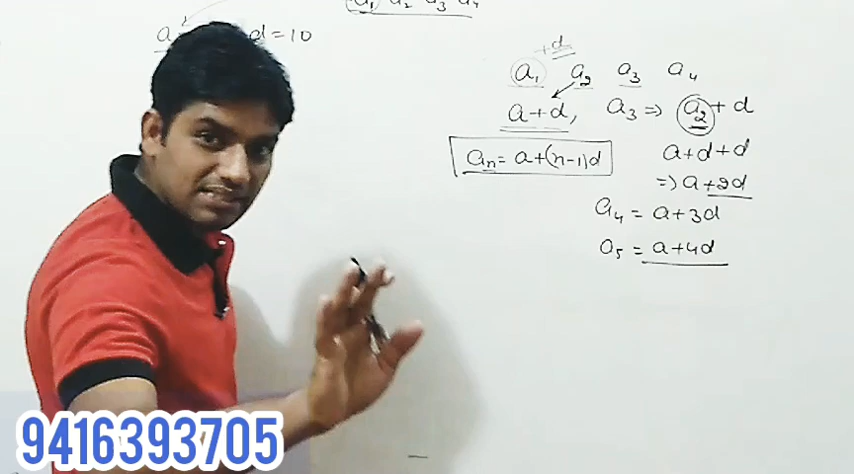 a₁ a₂ a₃ a₄
a d = 10
+d
a₁ a₂ a₃ a₄
a+d, a₃ ⇒ a₂ + d
aₙ = a+(n-1)d
a+d+d
⇒ a+2d
a₄ = a+3d
a₅ = a+4d
9416393705